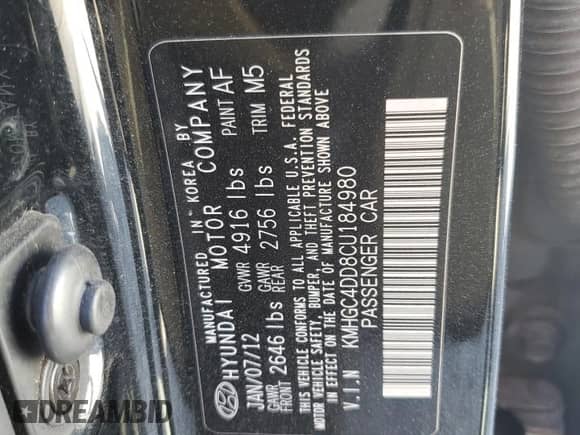 MANUFACTURED IN KOREA BY
HYUNDAI MOTOR COMPANY
JAN/07/12 GVWR 4916 lbs PAINT AF
GAWR FRONT 2646 lbs GAWR REAR 2756 lbs TRIM M5
THIS VEHICLE CONFORMS TO ALL APPLICABLE U.S.A. FEDERAL
MOTOR VEHICLE SAFETY, BUMPER, AND THEFT PREVENTION STANDARDS
IN EFFECT ON THE DATE OF MANUFACTURE SHOWN ABOVE
V.I.N KMHGC4DD8CU184980
PASSENGER CAR
DREAMBID